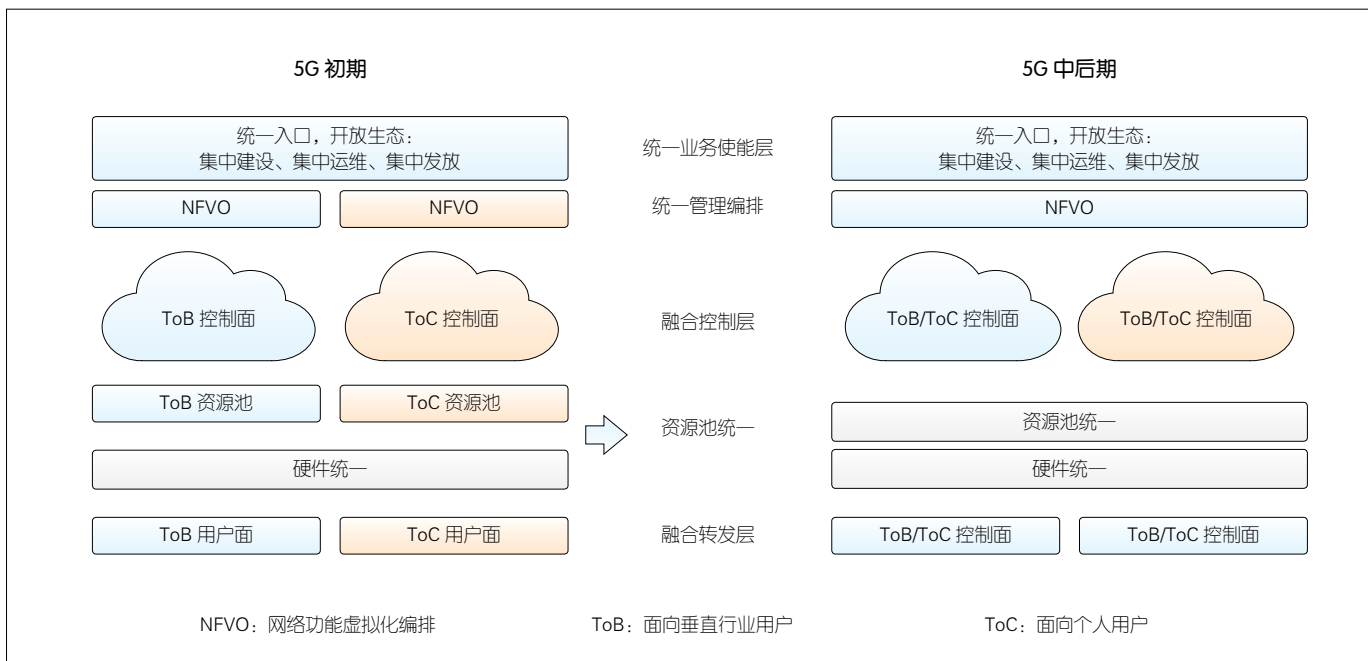 5G 初期
5G 中后期
统一入口，开放生态：
集中建设、集中运维、集中发放
统一业务使能层
统一入口，开放生态：
集中建设、集中运维、集中发放
NFVO
NFVO
统一管理编排
NFVO
ToB 控制面
ToC 控制面
融合控制层
ToB/ToC 控制面
ToB/ToC 控制面
ToB 资源池
ToC 资源池
资源池统一
资源池统一
硬件统一
硬件统一
ToB 用户面
ToC 用户面
融合转发层
ToB/ToC 控制面
ToB/ToC 控制面
NFVO：网络功能虚拟化编排
ToB：面向垂直行业用户
ToC：面向个人用户